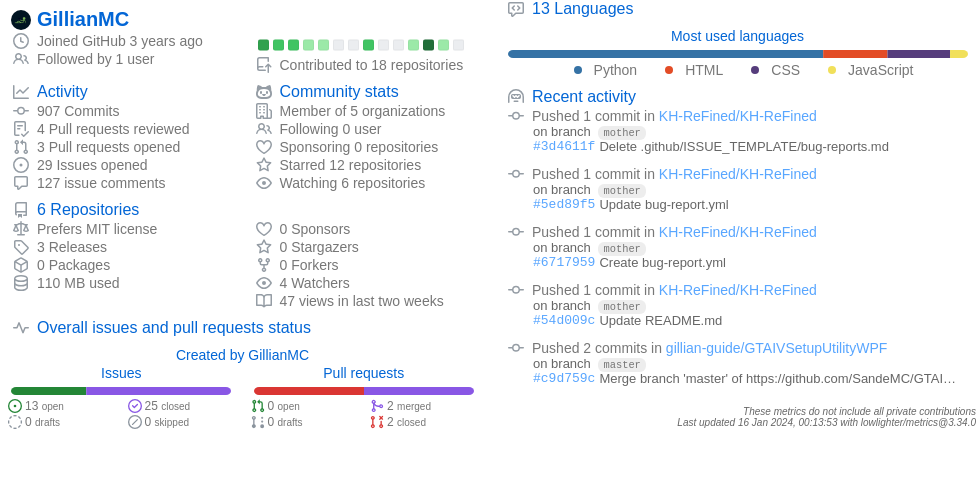 GillianMC
Joined GitHub 3 years ago
Followed by 1 user
Contributed to 18 repositories
Activity
907 Commits
4 Pull requests reviewed
3 Pull requests opened
29 Issues opened
127 issue comments
Community stats
Member of 5 organizations
Following 0 user
Sponsoring 0 repositories
Starred 12 repositories
Watching 6 repositories
6 Repositories
Prefers MIT license
3 Releases
0 Packages
110 MB used
0 Sponsors
0 Stargazers
0 Forkers
4 Watchers
47 views in last two weeks
Overall issues and pull requests status
Created by GillianMC
Issues
13 open
25 closed
0 drafts
0 skipped
Pull requests
0 open
2 merged
0 drafts
2 closed
13 Languages
Most used languages
Python HTML CSS JavaScript
Recent activity
Pushed 1 commit in KH-ReFined/KH-ReFined
on branch mother
#3d4611f Delete .github/ISSUE_TEMPLATE/bug-reports.md
Pushed 1 commit in KH-ReFined/KH-ReFined
on branch mother
#5ed89f5 Update bug-report.yml
Pushed 1 commit in KH-ReFined/KH-ReFined
on branch mother
#6717959 Create bug-report.yml
Pushed 1 commit in KH-ReFined/KH-ReFined
on branch mother
#54d009c Update README.md
Pushed 2 commits in gillian-guide/GTAIVSetupUtilityWPF
on branch master
#c9d759c Merge branch 'master' of https://github.com/SandeMC/GTAI…
These metrics do not include all private contributions
Last updated 16 Jan 2024, 00:13:53 with lowlighter/metrics@3.34.0